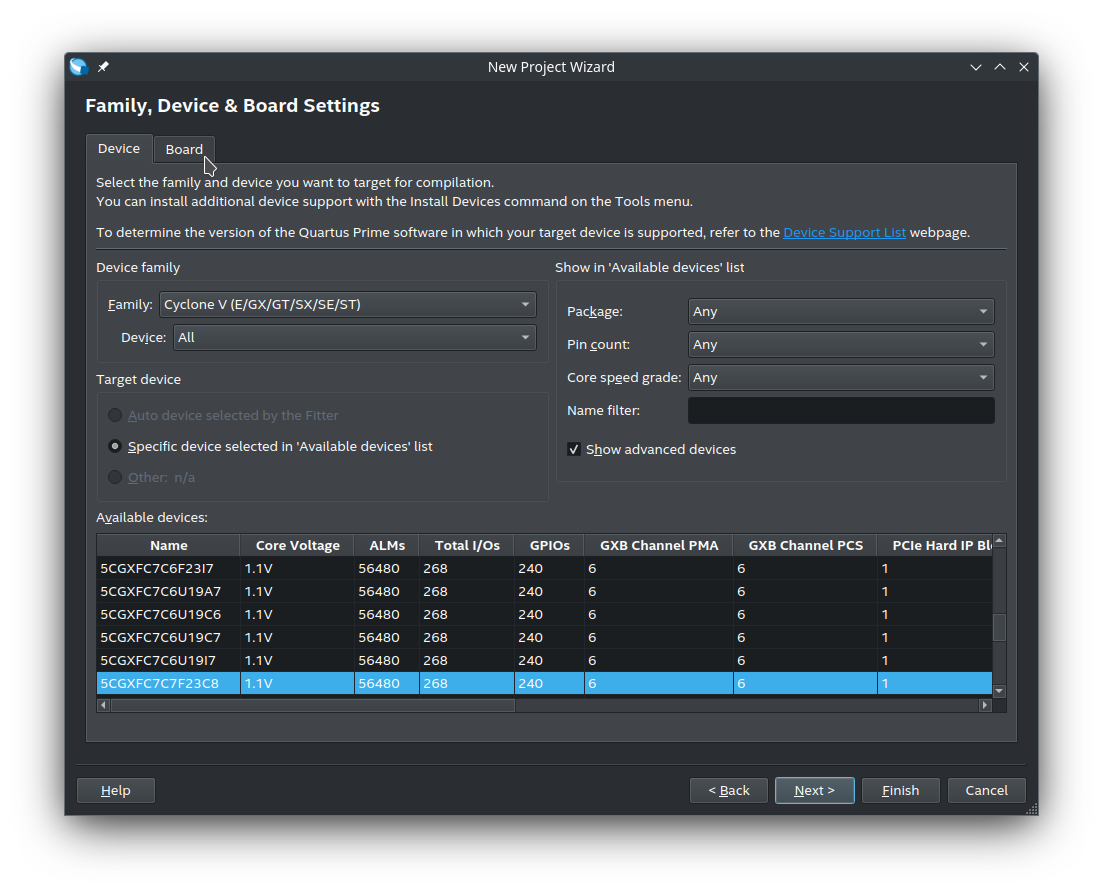 New Project Wizard
Family, Device & Board Settings
Device Board
Select the family and device you want to target for compilation.
You can install additional device support with the Install Devices command on the Tools menu.
To determine the version of the Quartus Prime software in which your target device is supported, refer to the Device Support List webpage.
Device family
Family: Cyclone V (E/GX/GT/SX/SE/ST)
Device: All
Show in 'Available devices' list
Package: Any
Pin count: Any
Core speed grade: Any
Name filter:
Show advanced devices
Target device
Auto device selected by the Fitter
Specific device selected in 'Available devices' list
Other: n/a
Available devices:
Name Core Voltage ALMs Total I/Os GPIOs GXB Channel PMA GXB Channel PCS PCIe Hard IP Bl
5CGXFC7C6F23I7 1.1V 56480 268 240 6 6 1
5CGXFC7C6U19A7 1.1V 56480 268 240 6 6 1
5CGXFC7C6U19C6 1.1V 56480 268 240 6 6 1
5CGXFC7C6U19C7 1.1V 56480 268 240 6 6 1
5CGXFC7C6U19I7 1.1V 56480 268 240 6 6 1
5CGXFC7C7F23C8 1.1V 56480 268 240 6 6 1
Help < Back Next > Finish Cancel